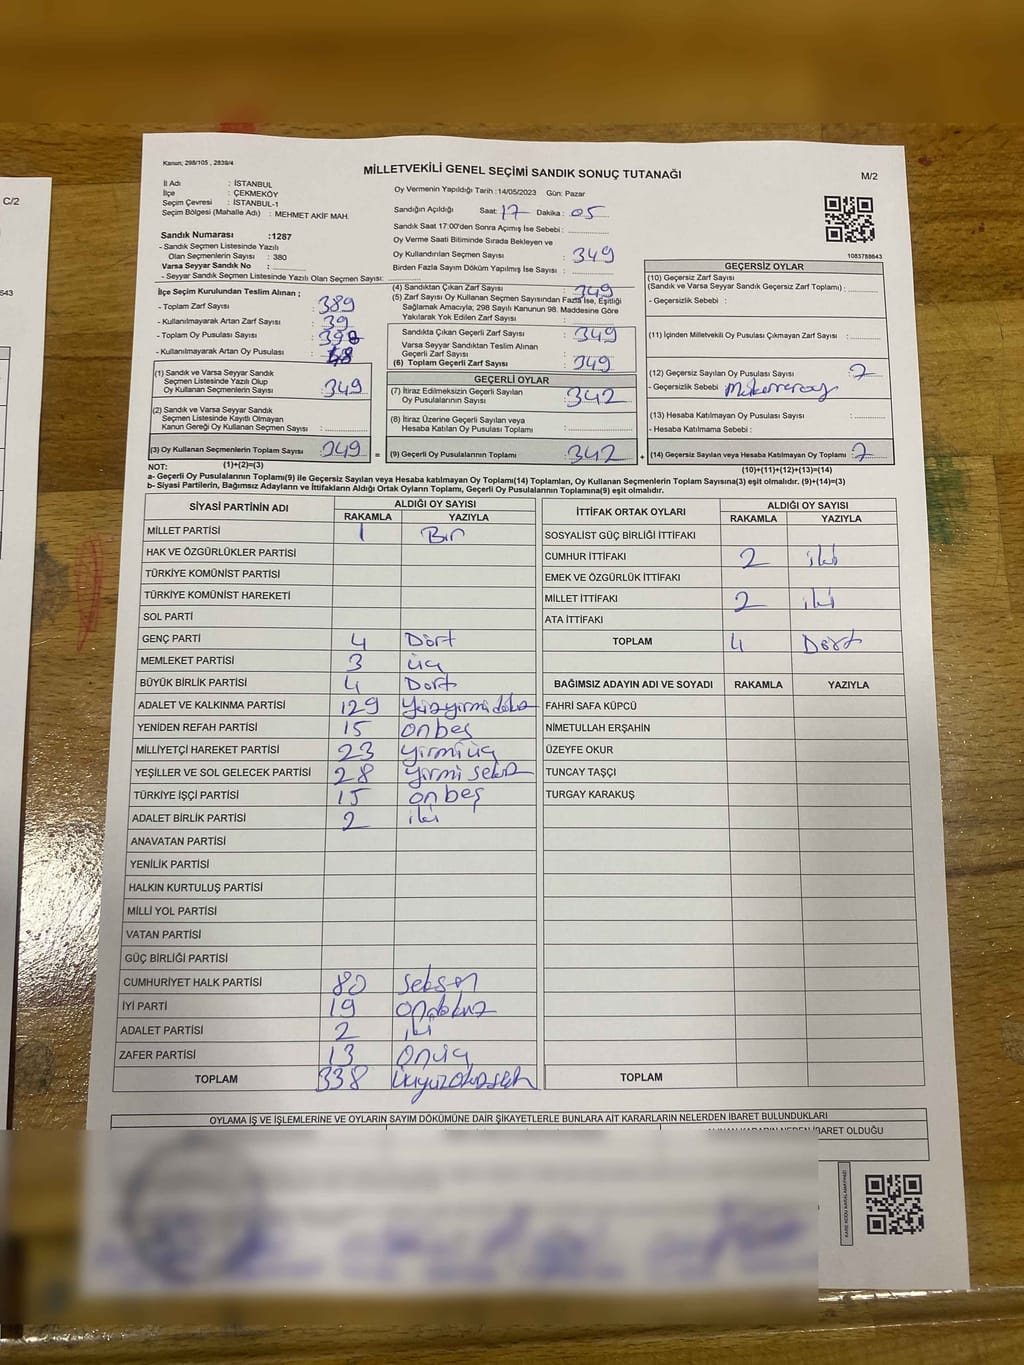 Kanun; 298/105 , 2839/4
MİLLETVEKİLİ GENEL SEÇİMİ SANDIK SONUÇ TUTANAĞI
M/2
C/2
İl Adı : İSTANBUL
İlçe : ÇEKMEKÖY
Seçim Çevresi : İSTANBUL-1
Seçim Bölgesi (Mahalle Adı) : MEHMET AKİF MAH.
Oy Vermenin Yapıldığı Tarih :14/05/2023 Gün: Pazar
Sandığın Açıldığı Saat: 17 Dakika : 05
Sandık Saat 17:00'den Sonra Açımış İse Sebebi :
Oy Verme Saati Bitiminde Sırada Bekleyen ve
Oy Kullandırılan Seçmen Sayısı : 349
Birden Fazla Sayım Döküm Yapılmış İse Sayısı :
1083788643
643
Sandık Numarası :1287
- Sandık Seçmen Listesinde Yazılı
Olan Seçmenlerin Sayısı : 380
Varsa Seyyar Sandık No :
- Seyyar Sandık Seçmen Listesinde Yazılı Olan Seçmen Sayısı:
İlçe Seçim Kurulundan Teslim Alınan ;
- Toplam Zarf Sayısı : 389
- Kullanılmayarak Artan Zarf Sayısı : 39
- Toplam Oy Pusulası Sayısı :
- Kullanılmayarak Artan Oy Pusulası :
(1) Sandık ve Varsa Seyyar Sandık
Seçmen Listesinde Yazılı Olup
Oy Kullanan Seçmenlerin Sayısı : 349
(2) Sandık ve Varsa Seyyar Sandık
Seçmen Listesinde Kayıtlı Olmayan
Kanun Gereği Oy Kullanan Seçmen Sayısı :
(3) Oy Kullanan Seçmenlerin Toplam Sayısı : 349
(4) Sandıktan Çıkan Zarf Sayısı : 349
(5) Zarf Sayısı Oy Kullanan Seçmen Sayısından Fazla İse, Eşitliği
Sağlamak Amacıyla; 298 Sayılı Kanunun 98. Maddesine Göre
Yakılarak Yok Edilen Zarf Sayısı :
Sandıkta Çıkan Geçerli Zarf Sayısı : 349
Varsa Seyyar Sandıktan Teslim Alınan
Geçerli Zarf Sayısı :
(6) Toplam Geçerli Zarf Sayısı : 349
GEÇERLİ OYLAR
(7) İtiraz Edilmeksizin Geçerli Sayılan
Oy Pusulalarının Sayısı : 342
(8) İtiraz Üzerine Geçerli Sayılan veya
Hesaba Katılan Oy Pusulası Toplamı :
= (9) Geçerli Oy Pusulalarının Toplamı : 342
GEÇERSİZ OYLAR
(10) Geçersiz Zarf Sayısı
(Sandık ve Varsa Seyyar Sandık Geçersiz Zarf Toplamı) :
- Geçersizlik Sebebi :
(11) İçinden Milletvekili Oy Pusulası Çıkmayan Zarf Sayısı :
(12) Geçersiz Sayılan Oy Pusulası Sayısı : 7
- Geçersizlik Sebebi :
(13) Hesaba Katılmayan Oy Pusulası Sayısı :
- Hesaba Katılmama Sebebi :
+ (14) Geçersiz Sayılan veya Hesaba Katılmayan Oy Toplamı : 7
NOT: (1)+(2)=(3) (10)+(11)+(12)+(13)=(14)
a- Geçerli Oy Pusulaları(9) ile Geçersiz Sayılan veya Hesaba katılmayan Oy Toplamı(14) Toplamları, Oy Kullanan Seçmenlerin Toplam Sayısına(3) eşit olmalıdır. (9)+(14)=(3)
b- Siyasi Partilerin, Bağımsız Adayların ve İttifakların Aldığı Ortak Oyların Toplamı, Geçerli Oy Pusulalarının Toplamına(9) eşit olmalıdır.
SİYASİ PARTİNİN ADI ALDIĞI OY SAYISI
RAKAMLA YAZIYLA
MİLLET PARTİSİ 1 Bir
HAK VE ÖZGÜRLÜKLER PARTİSİ
TÜRKİYE KOMÜNİST PARTİSİ
TÜRKİYE KOMÜNİST HAREKETİ
SOL PARTİ
GENÇ PARTİ 4 Dört
MEMLEKET PARTİSİ 3 üç
BÜYÜK BİRLİK PARTİSİ 4 Dört
ADALET VE KALKINMA PARTİSİ 129 Yüzyirmidokuz
YENİDEN REFAH PARTİSİ 15 onbeş
MİLLİYETÇİ HAREKET PARTİSİ 23 yirmiüç
YEŞİLLER VE SOL GELECEK PARTİSİ 28 yirmi sekiz
TÜRKİYE İŞÇİ PARTİSİ 15 onbeş
ADALET BİRLİK PARTİSİ 2 iki
ANAVATAN PARTİSİ
YENİLİK PARTİSİ
HALKIN KURTULUŞ PARTİSİ
MİLLİ YOL PARTİSİ
VATAN PARTİSİ
GÜÇ BİRLİĞİ PARTİSİ
CUMHURİYET HALK PARTİSİ 80 seksen
İYİ PARTİ 19 ondokuz
ADALET PARTİSİ 2 iki
ZAFER PARTİSİ 13 onüç
TOPLAM 338
İTTİFAK ORTAK OYLARI ALDIĞI OY SAYISI
RAKAMLA YAZIYLA
SOSYALİST GÜÇ BİRLİĞİ İTTİFAKI
CUMHUR İTTİFAKI 2 iki
EMEK VE ÖZGÜRLÜK İTTİFAKI
MİLLET İTTİFAKI 2 iki
ATA İTTİFAKI
TOPLAM 4 Dört
BAĞIMSIZ ADAYIN ADI VE SOYADI RAKAMLA YAZIYLA
FAHRİ SAFA KÜPCÜ
NİMETULLAH ERŞAHİN
ÜZEYFE OKUR
TUNCAY TAŞÇI
TURGAY KARAKUŞ
TOPLAM
OYLAMA İŞ VE İŞLEMLERİNE VE OYLARIN SAYIM DÖKÜMÜNE DAİR ŞİKAYETLERLE BUNLARA AİT KARARLARIN NELERDEN İBARET BULUNDUKLARI
İBARET OLDUĞU